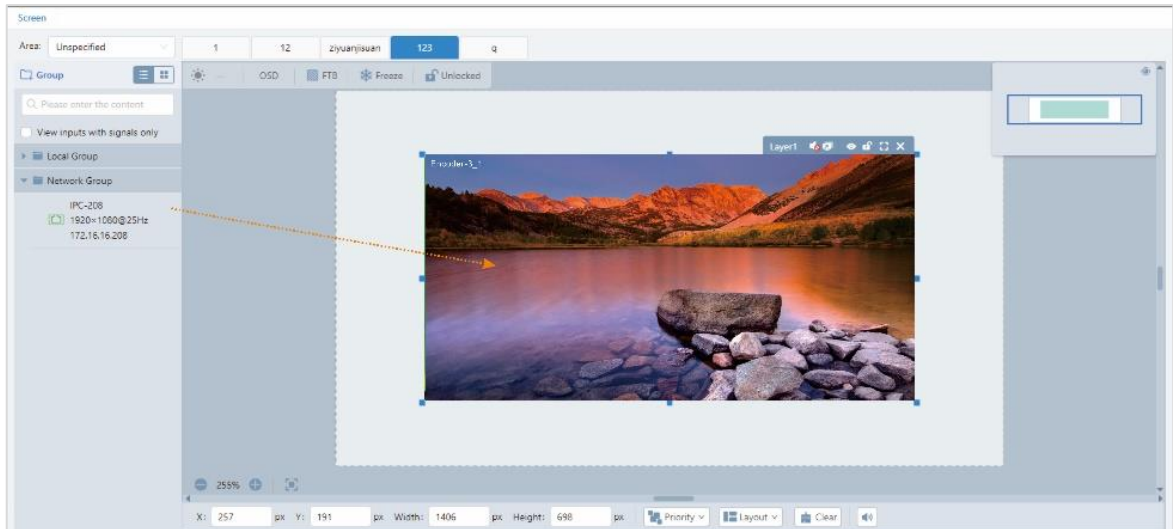 Screen
Area: Unspecified
1 12 ziyuanjisuan 123 q
Group
OSD FTB Freeze Unlocked
Please enter the content
View inputs with signals only
Local Group
Network Group
IPC-208
1920×1080@25Hz
172.16.16.208
Layer1
Encoder-3_1
255%
X: 257 px Y: 191 px Width: 1406 px Height: 698 px Priority Layout Clear